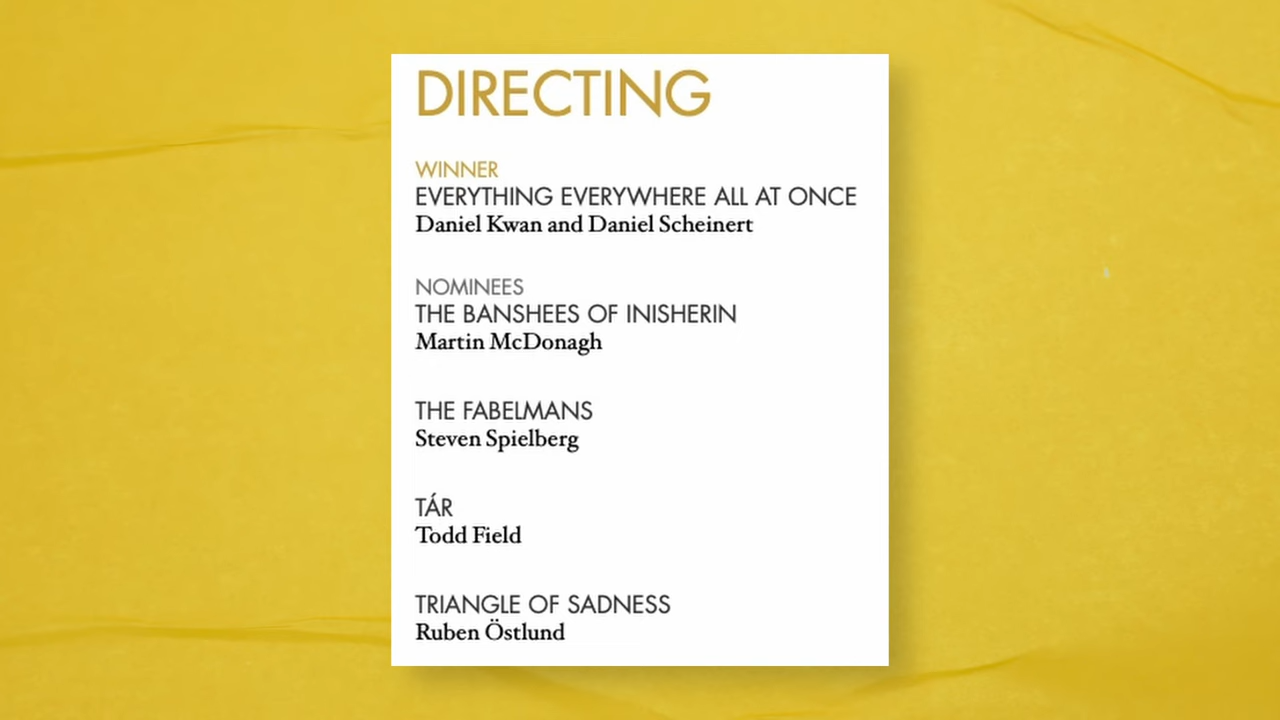 DIRECTING
WINNER
EVERYTHING EVERYWHERE ALL AT ONCE
Daniel Kwan and Daniel Scheinert
NOMINEES
THE BANSHEES OF INISHERIN
Martin McDonagh
THE FABELMANS
Steven Spielberg
TÁR
Todd Field
TRIANGLE OF SADNESS
Ruben Östlund